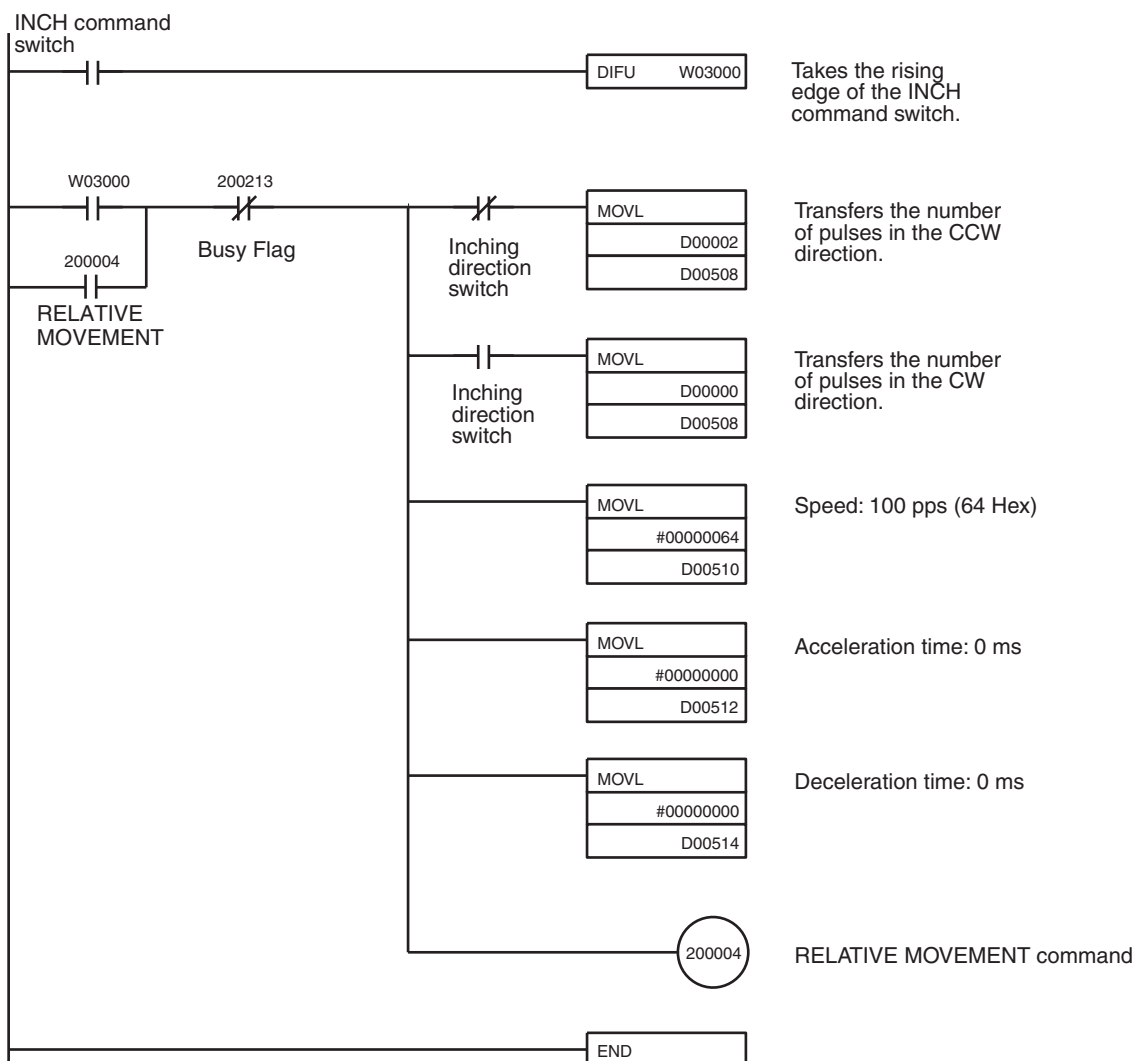 INCH command
switch
DIFU W03000
Takes the rising
edge of the INCH
command switch.
W03000
200213
Busy Flag
200004
RELATIVE
MOVEMENT
Inching
direction
switch
MOVL
D00002
D00508
Transfers the number
of pulses in the CCW
direction.
Inching
direction
switch
MOVL
D00000
D00508
Transfers the number
of pulses in the CW
direction.
MOVL
#00000064
D00510
Speed: 100 pps (64 Hex)
MOVL
#00000000
D00512
Acceleration time: 0 ms
MOVL
#00000000
D00514
Deceleration time: 0 ms
200004
RELATIVE MOVEMENT command
END